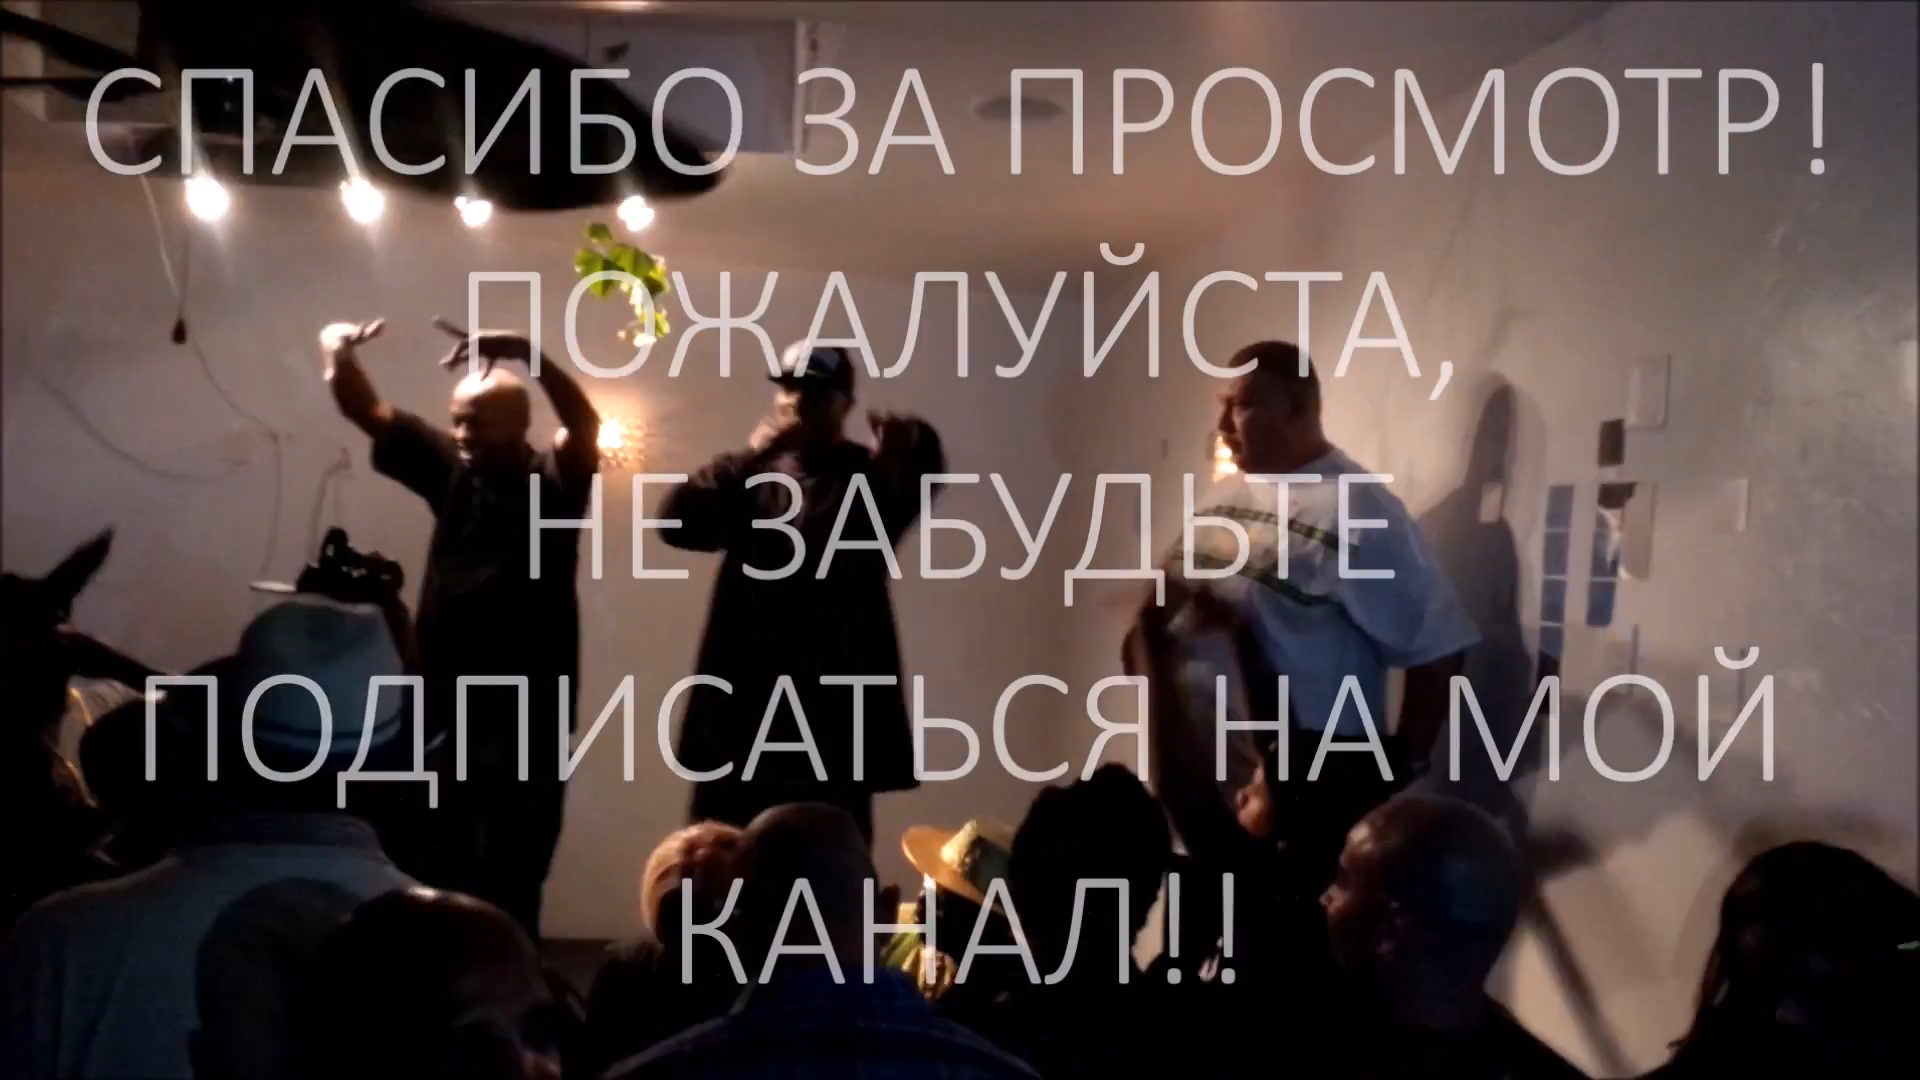 СПАСИБО ЗА ПРОСМОТР!
ПОЖАЛУЙСТА,
НЕ ЗАБУДЬТЕ
ПОДПИСАТЬСЯ НА МОЙ
КАНАЛ!!